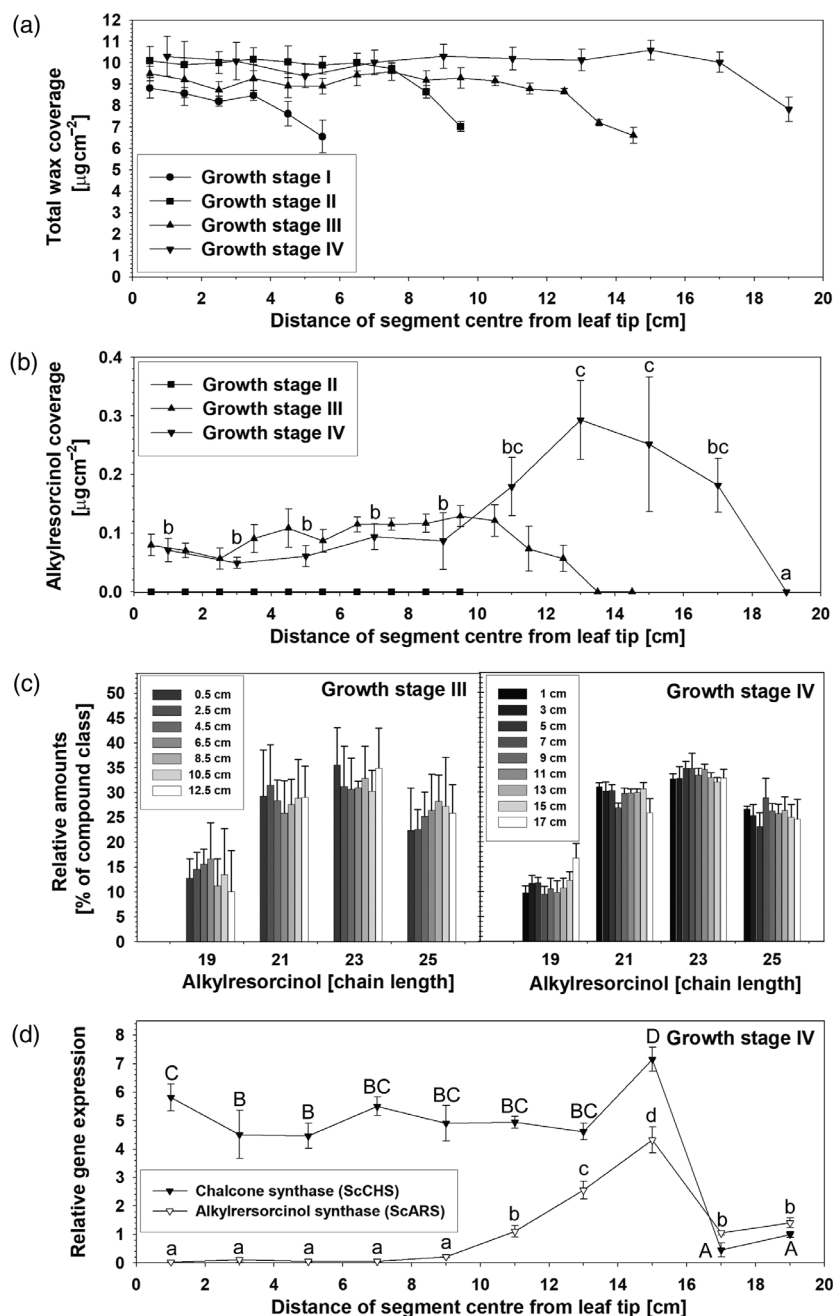 (a)
12
11
10
9
8
7
6
5
4
3
2
1
0
Total wax coverage
[µgcm⁻²]
Growth stage I
Growth stage II
Growth stage III
Growth stage IV
0 2 4 6 8 10 12 14 16 18 20
Distance of segment centre from leaf tip [cm]
(b)
0.4
0.3
0.2
0.1
0.0
Alkylresorcinol coverage
[µgcm⁻²]
Growth stage II
Growth stage III
Growth stage IV
b b b b b bc c c bc a
0 2 4 6 8 10 12 14 16 18 20
Distance of segment centre from leaf tip [cm]
(c)
50
45
40
35
30
25
20
15
10
5
0
Relative amounts
[% of compound class]
Growth stage III
0.5 cm
2.5 cm
4.5 cm
6.5 cm
8.5 cm
10.5 cm
12.5 cm
19 21 23 25
Alkylresorcinol [chain length]
Growth stage IV
1 cm
3 cm
5 cm
7 cm
9 cm
11 cm
13 cm
15 cm
17 cm
19 21 23 25
Alkylresorcinol [chain length]
(d)
8
7
6
5
4
3
2
1
0
Relative gene expression
Growth stage IV
C B B BC BC BC BC D A A
Chalcone synthase (ScCHS)
Alkylrersorcinol synthase (ScARS)
a a a a a b c d b b
0 2 4 6 8 10 12 14 16 18 20
Distance of segment centre from leaf tip [cm]